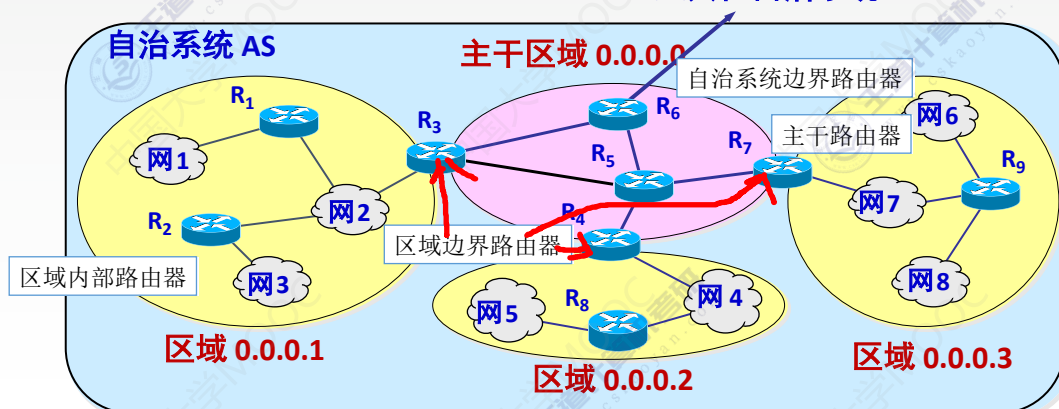 自治系统 AS
主干区域 0.0.0.0
自治系统边界路由器
R1
R3
R6
网6
主干路由器
网1
R5
R7
R9
R2
网2
R4
网7
区域边界路由器
区域内部路由器
网3
网5
R8
网4
网8
区域 0.0.0.1
区域 0.0.0.2
区域 0.0.0.3